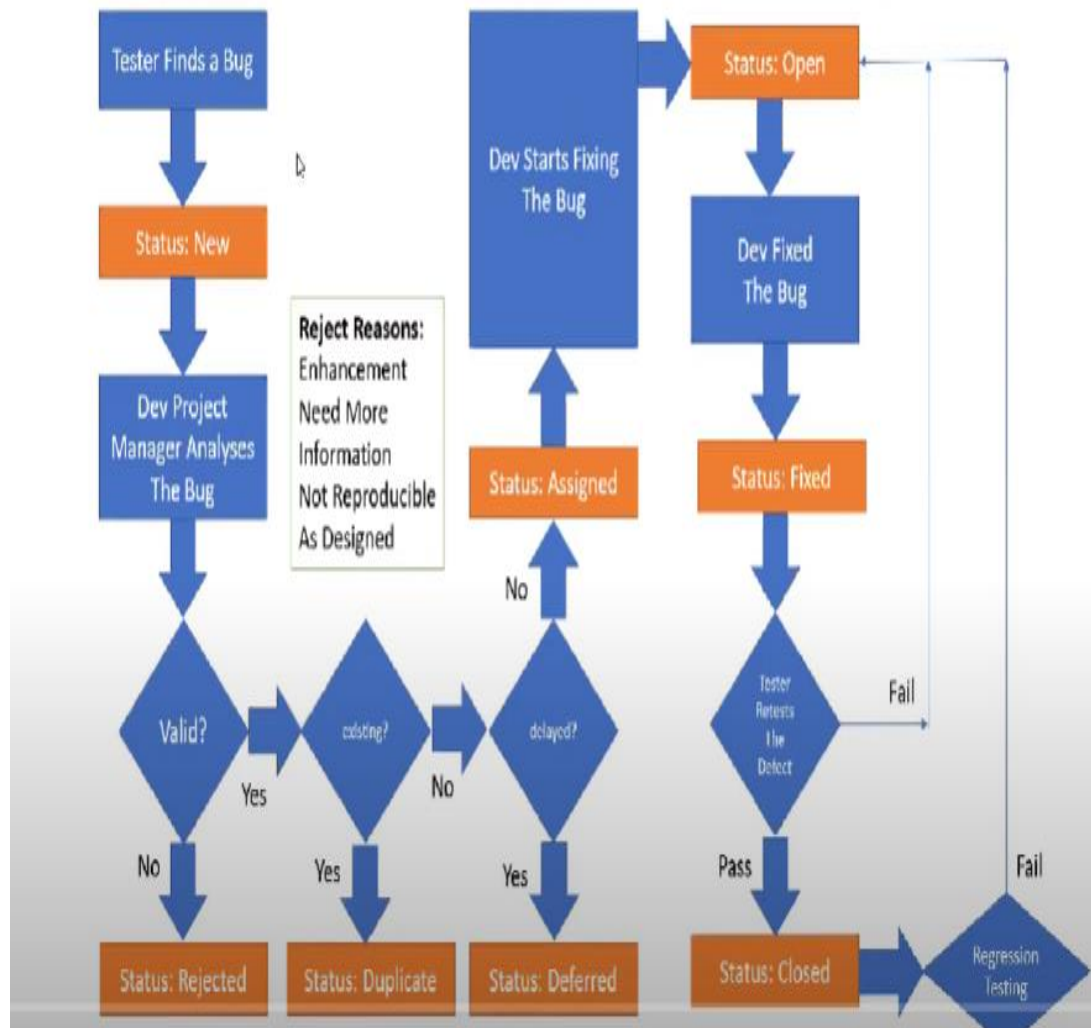 Tester Finds a Bug
Status: New
Dev Project
Manager Analyses
The Bug
Valid?
Yes
No
Status: Rejected
Reject Reasons:
Enhancement
Need More
Information
Not Reproducible
As Designed
existing?
No
Yes
Status: Duplicate
delayed?
Yes
Status: Deferred
No
Status: Assigned
Dev Starts Fixing
The Bug
Status: Open
Dev Fixed
The Bug
Status: Fixed
Tester
Retests
The
Defect
Fail
Pass
Status: Closed
Regression
Testing
Fail